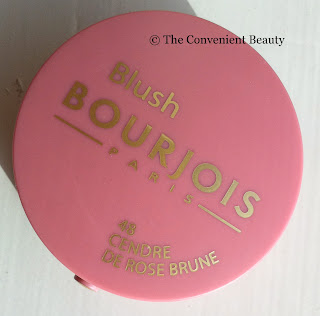 © The Convenient Beauty
Blush
BOURJOIS
PARIS
48
CENDRE
DE ROSE BRUNE